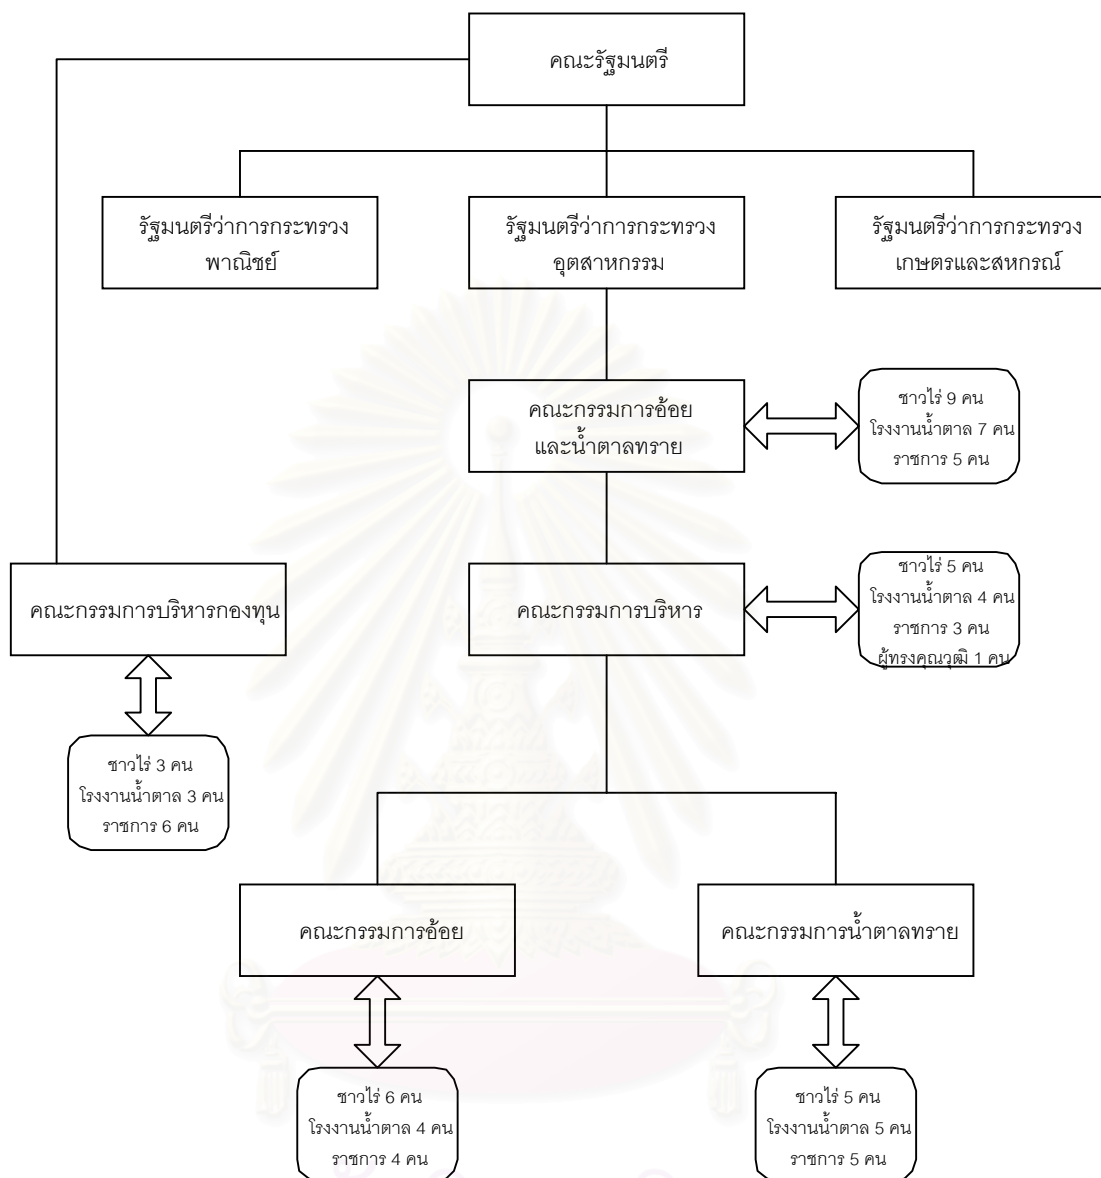 คณะรัฐมนตรี
รัฐมนตรีว่าการกระทรวง
พาณิชย์
รัฐมนตรีว่าการกระทรวง
อุตสาหกรรม
รัฐมนตรีว่าการกระทรวง
เกษตรและสหกรณ์
คณะกรรมการอ้อย
และน้ำตาลทราย
ชาวไร่ 9 คน
โรงงานน้ำตาล 7 คน
ราชการ 5 คน
คณะกรรมการบริหารกองทุน
คณะกรรมการบริหาร
ชาวไร่ 5 คน
โรงงานน้ำตาล 4 คน
ราชการ 3 คน
ผู้ทรงคุณวุฒิ 1 คน
ชาวไร่ 3 คน
โรงงานน้ำตาล 3 คน
ราชการ 6 คน
คณะกรรมการอ้อย
คณะกรรมการน้ำตาลทราย
ชาวไร่ 6 คน
โรงงานน้ำตาล 4 คน
ราชการ 4 คน
ชาวไร่ 5 คน
โรงงานน้ำตาล 5 คน
ราชการ 5 คน